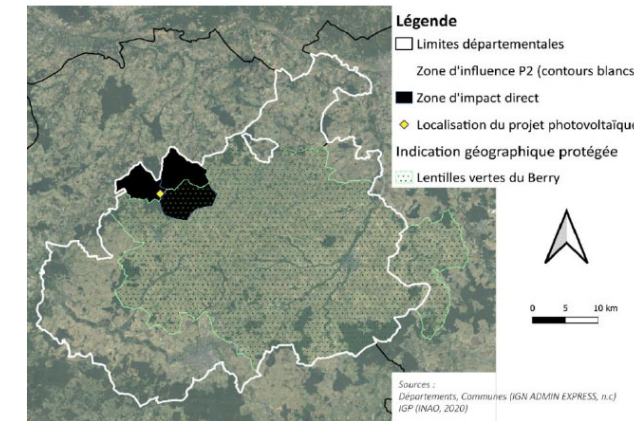 Légende
Limites départementales
Zone d'influence P2 (contours blancs
Zone d'impact direct
Localisation du projet photovoltaïque
Indication géographique protégée
Lentilles vertes du Berry
0 5 10 km
Sources :
Départements, Communes (IGN ADMIN EXPRESS, n.c)
IGP (INAO, 2020)